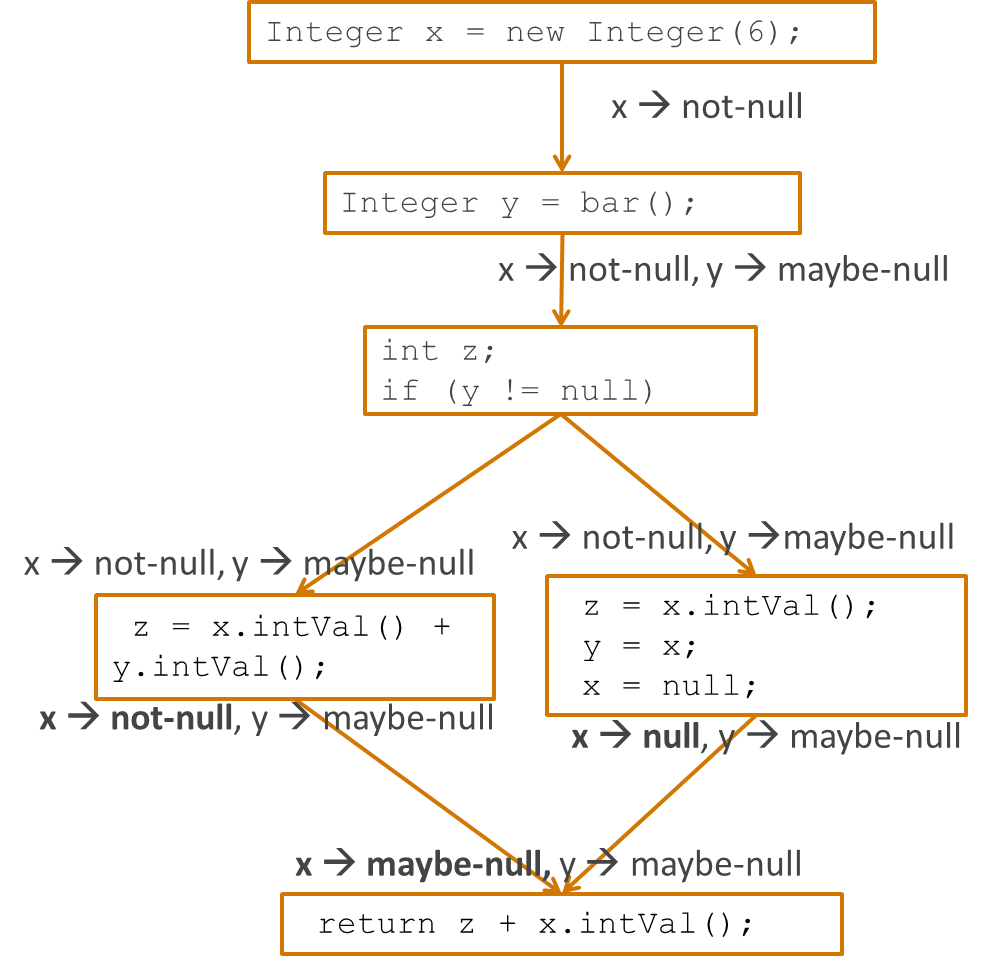 Integer x = new Integer(6);
x → not-null
Integer y = bar();
x → not-null, y → maybe-null
int z;
if (y != null)
x → not-null, y → maybe-null
x → not-null, y →maybe-null
z = x.intVal() +
y.intVal();
z = x.intVal();
y = x;
x = null;
x → not-null, y → maybe-null
x → null, y → maybe-null
x → maybe-null, y → maybe-null
return z + x.intVal();